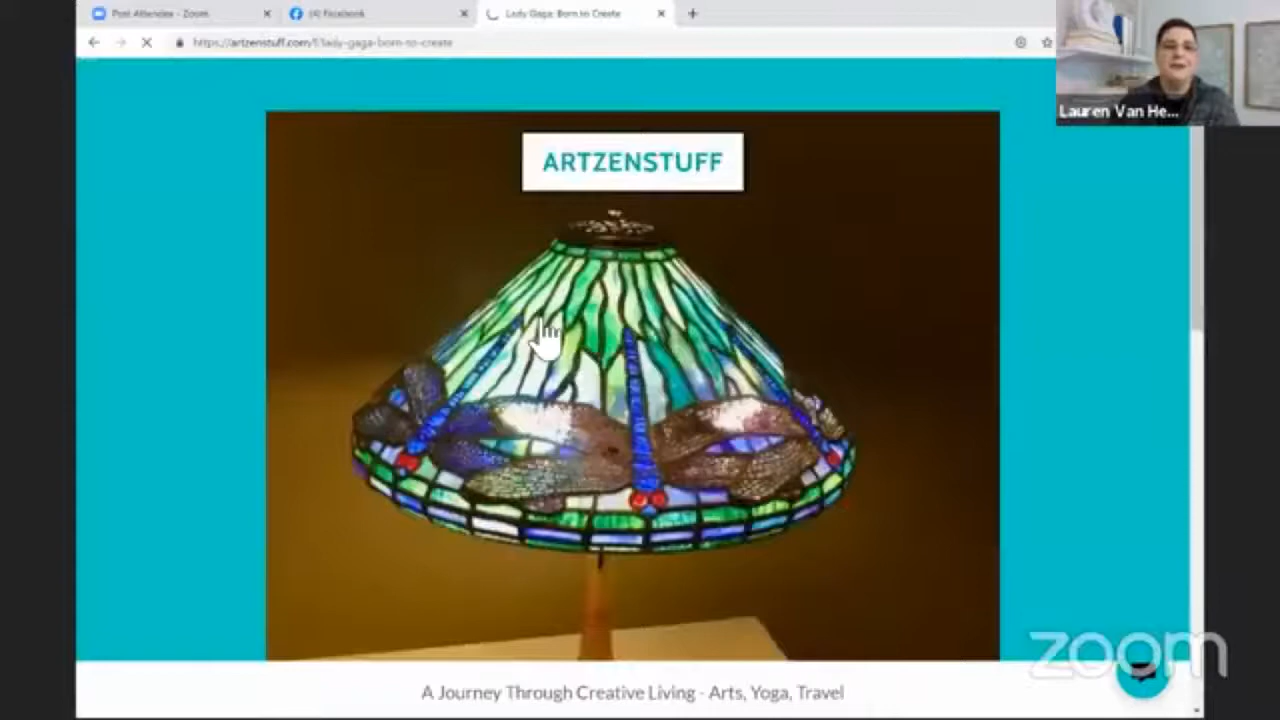 Post Attendee - Zoom
(4) Facebook
Lady Gaga: Born to Create
https://artzenstuff.com/f/lady-gaga-born-to-create
Lauren Van He...
ARTZENSTUFF
zoom
A Journey Through Creative Living - Arts, Yoga, Travel